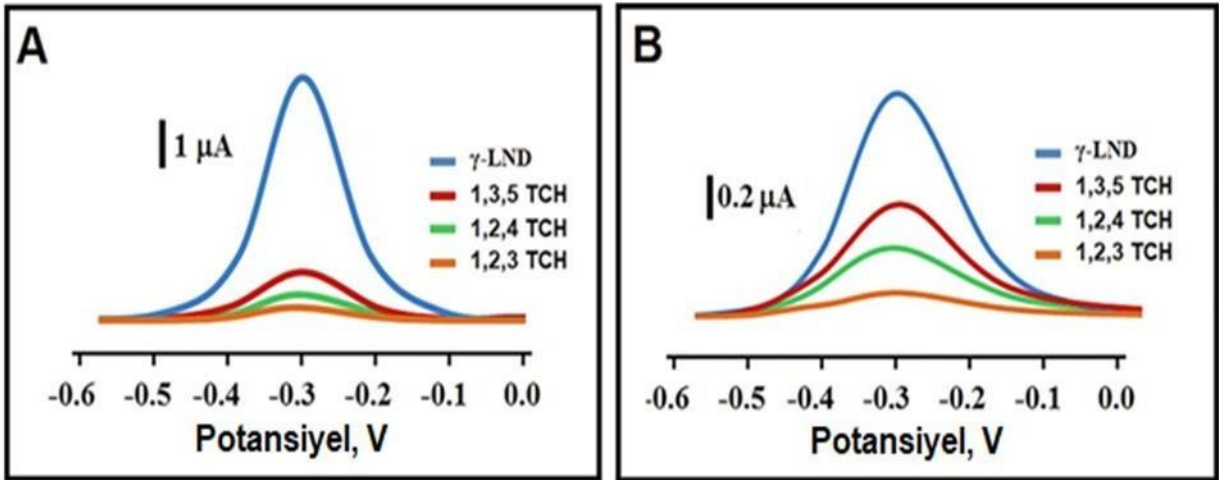 A
1 µA
γ-LND
1,3,5 TCH
1,2,4 TCH
1,2,3 TCH
-0.6 -0.5 -0.4 -0.3 -0.2 -0.1 0.0
Potansiyel, V
B
0.2 µA
γ-LND
1,3,5 TCH
1,2,4 TCH
1,2,3 TCH
-0.6 -0.5 -0.4 -0.3 -0.2 -0.1 0.0
Potansiyel, V